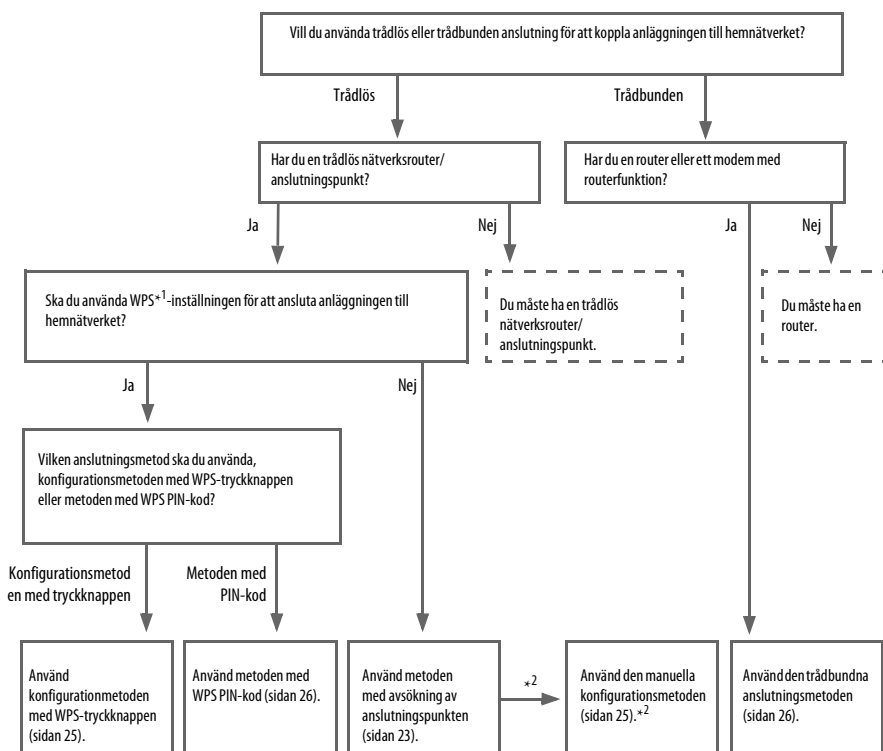 Vill du använda trådlös eller trådbunden anslutning för att koppla anläggningen till hemnätverket?
Trådlös
Trådbunden
Har du en trådlös nätverksrouter/
anslutningspunkt?
Har du en router eller ett modem med
routerfunktion?
Ja
Nej
Ja
Nej
Ska du använda WPS*1-inställningen för att ansluta anläggningen till
hemnätverket?
Du måste ha en trådlös
nätverksrouter/
anslutningspunkt.
Du måste ha en
router.
Ja
Nej
Vilken anslutningsmetod ska du använda,
konfigurationsmetoden med WPS-tryckknappen
eller metoden med WPS PIN-kod?
Konfigurationsmetod
en med tryckknappen
Metoden med
PIN-kod
Använd
konfigurationmetoden
med WPS-tryckknappen
(sidan 25).
Använd metoden med
WPS PIN-kod (sidan 26).
Använd metoden
med avsökning av
anslutningspunkten
(sidan 23).
*2
Använd den manuella
konfigurationsmetoden
(sidan 25).*2
Använd den trådbundna
anslutningsmetoden
(sidan 26).